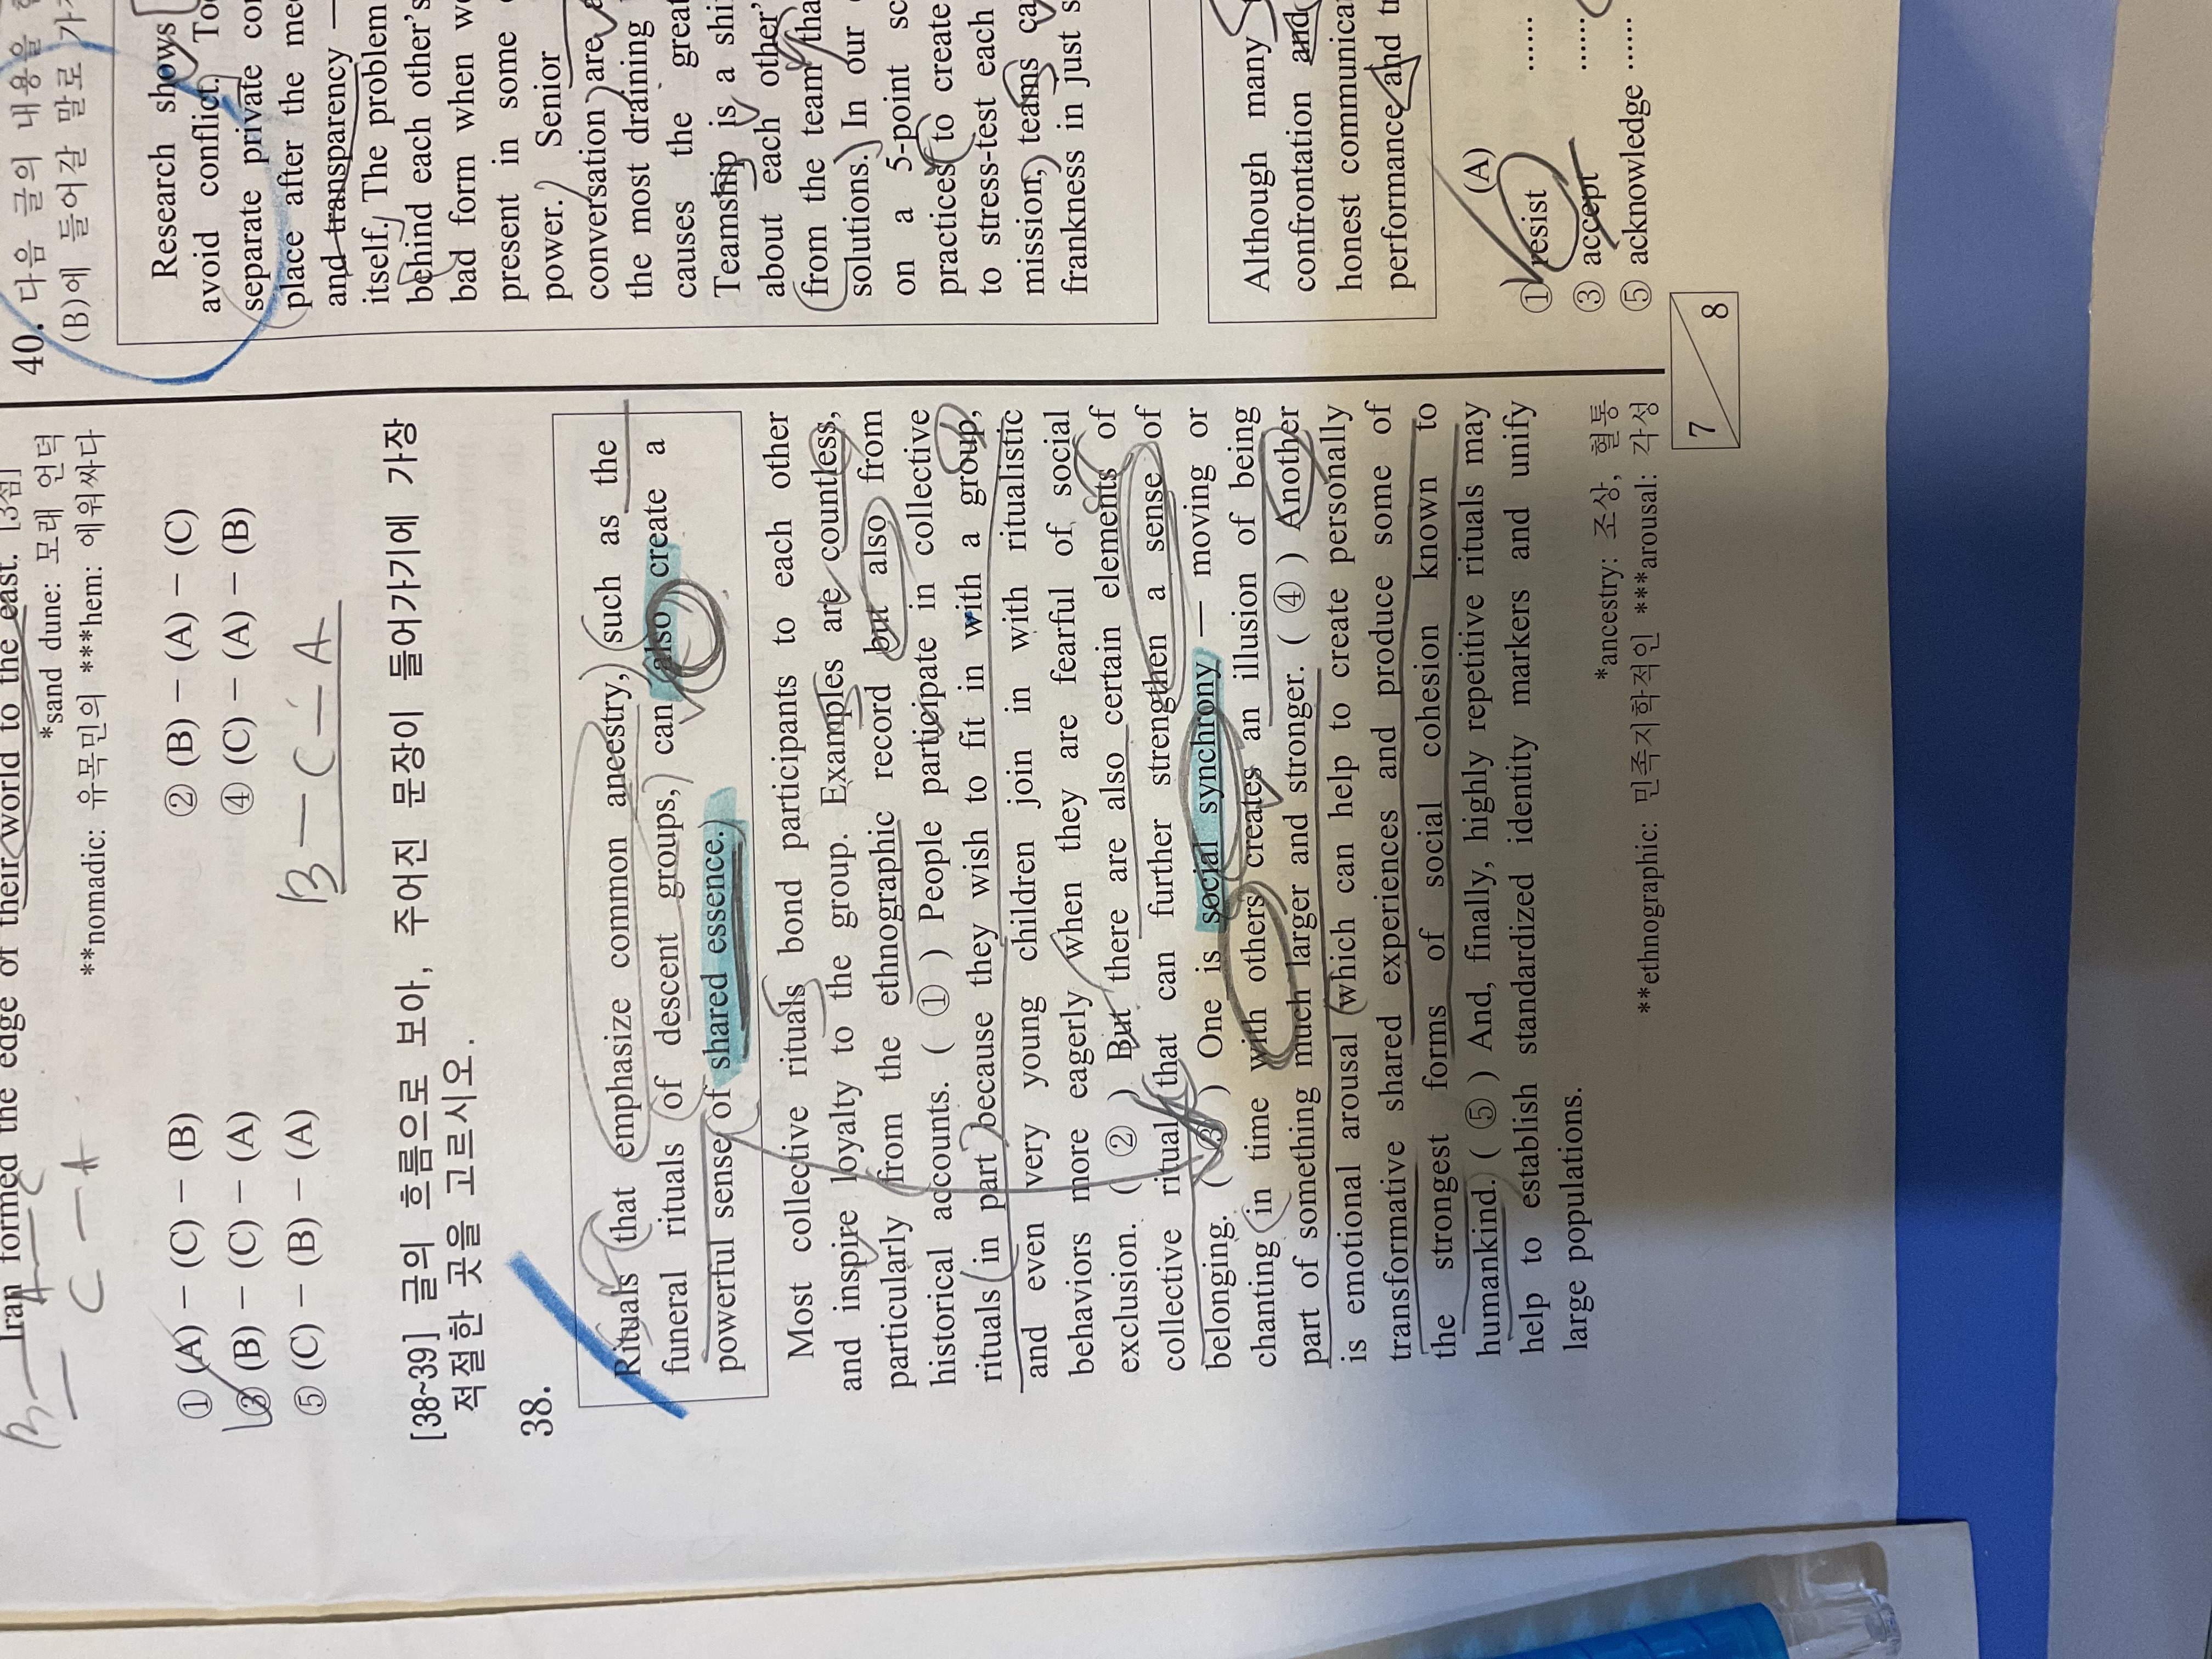 Iran formed the edge of their world to the east. [3점]
*sand dune: 모래 언덕
**nomadic: 유목민의 ***hem: 에워싸다
① (A) - (C) - (B)
② (B) - (A) - (C)
③ (B) - (C) - (A)
④ (C) - (A) - (B)
⑤ (C) - (B) - (A)
B - C - A
[38~39] 글의 흐름으로 보아, 주어진 문장이 들어가기에 가장
적절한 곳을 고르시오.
38.
Rituals that emphasize common ancestry, such as the
funeral rituals of descent groups, can also create a
powerful sense of shared essence.
Most collective rituals bond participants to each other
and inspire loyalty to the group. Examples are countless,
particularly from the ethnographic record but also from
historical accounts. ( ① ) People participate in collective
rituals in part because they wish to fit in with a group,
and even very young children join in with ritualistic
behaviors more eagerly when they are fearful of social
exclusion. ( ② ) But there are also certain elements of
collective ritual that can further strengthen a sense of
belonging. ( ③ ) One is social synchrony — moving or
chanting in time with others creates an illusion of being
part of something much larger and stronger. ( ④ ) Another
is emotional arousal which can help to create personally
transformative shared experiences and produce some of
the strongest forms of social cohesion known to
humankind. ( ⑤ ) And, finally, highly repetitive rituals may
help to establish standardized identity markers and unify
large populations.
*ancestry: 조상, 혈통
**ethnographic: 민족지학적인 ***arousal: 각성
40. 다음 글의 내용을
(B)에 들어갈 말로 가
Research shows
avoid conflict.
separate private
place after the
and transparency —
itself. The problem
behind each other's
bad form when
present in some
power. Senior
conversation are
the most draining
causes the
Teamship is a
about each other'
from the team
solutions. In our
on a 5-point
practices to create
to stress-test each
mission, teams
frankness in just
Although many
confrontation and
honest
performance and
(A)
① resist ......
③ accept ......
⑤ acknowledge ......
7
8